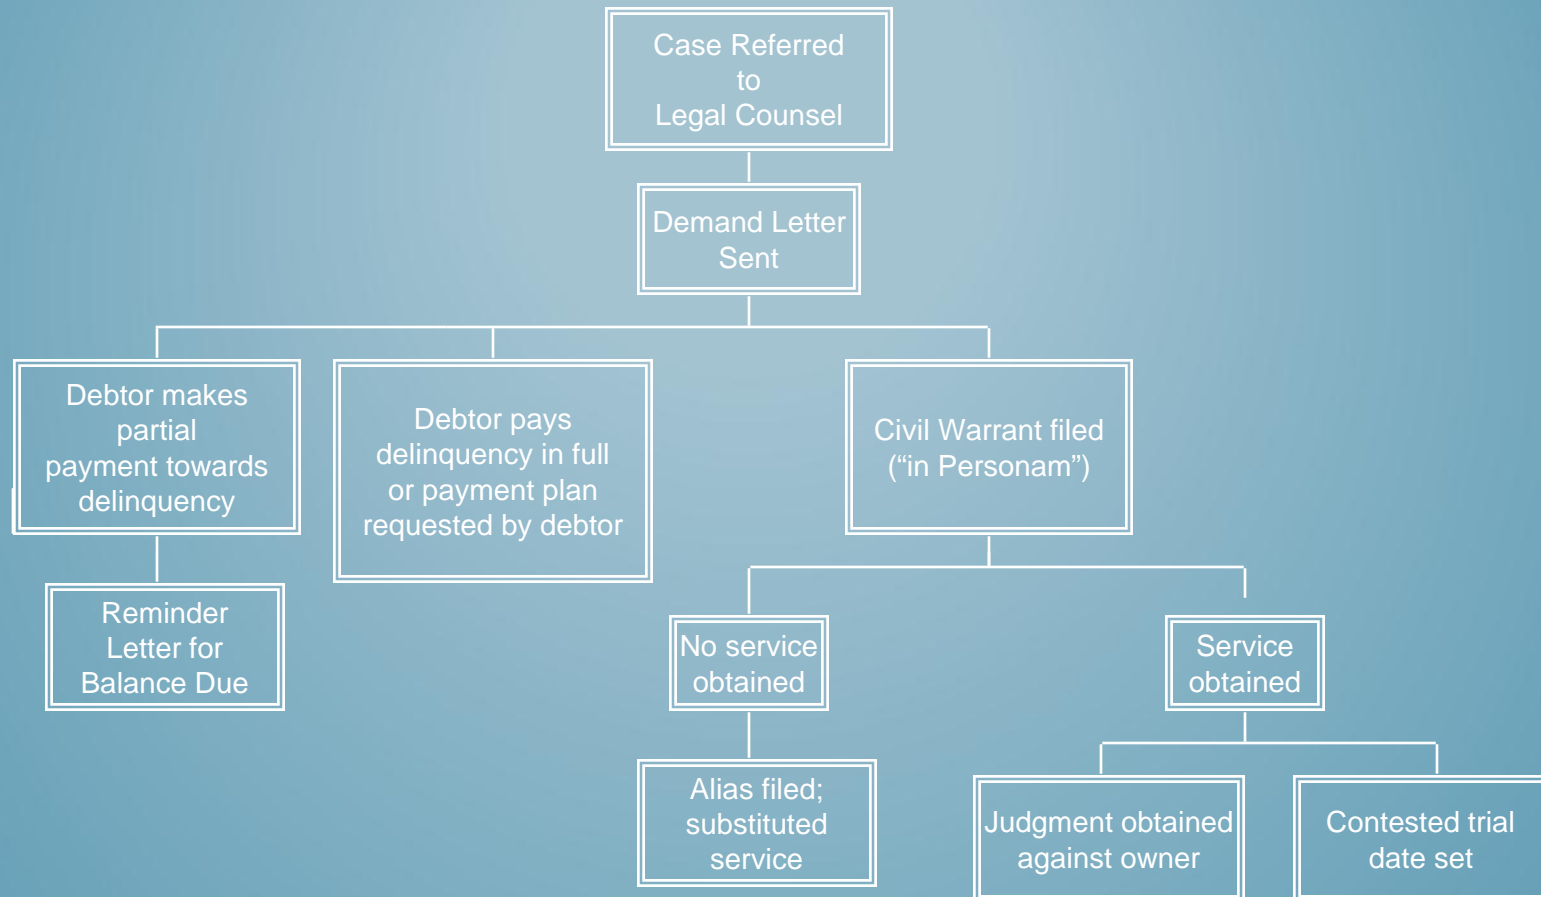 Case Referred
to
Legal Counsel
Demand Letter
Sent
Debtor makes
partial
payment towards
delinquency
Debtor pays
delinquency in full
or payment plan
requested by debtor
Civil Warrant filed
(“in Personam”)
Reminder
Letter for
Balance Due
No service
obtained
Service
obtained
Alias filed;
substituted
service
Judgment obtained
against owner
Contested trial
date set